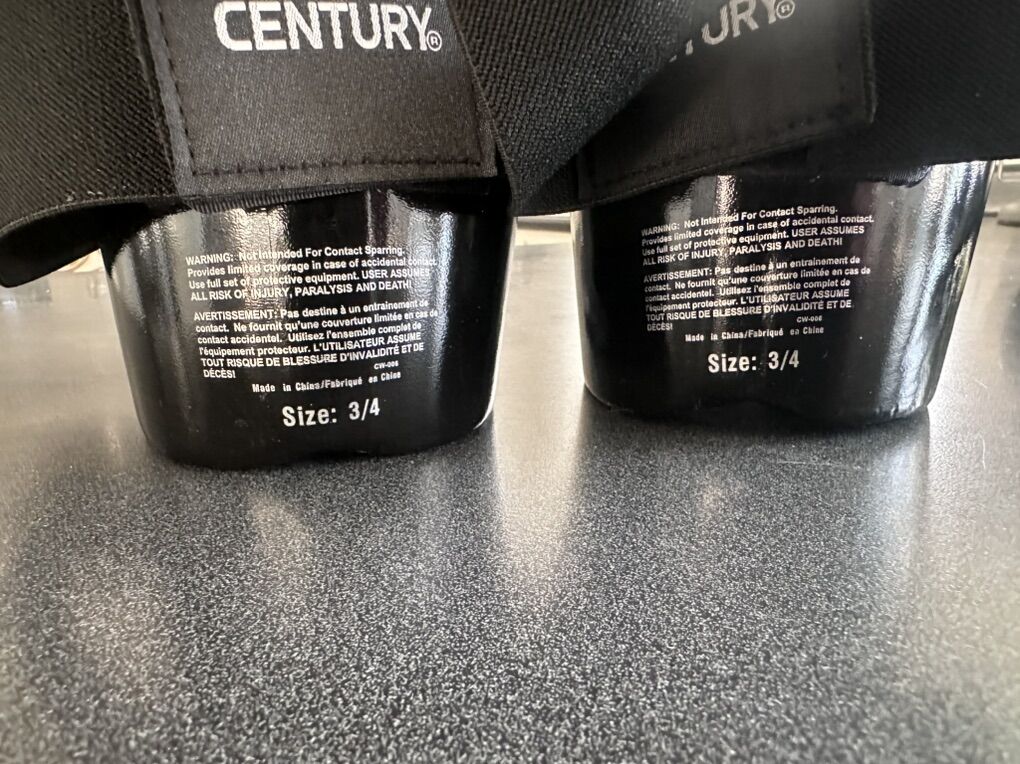 CENTURY®
TURY®
WARNING: Not Intended For Contact Sparring.
Provides limited coverage in case of accidental contact.
Use full set of protective equipment. USER ASSUMES
ALL RISK OF INJURY, PARALYSIS AND DEATH!
AVERTISSEMENT: Pas destine à un entrainement de
contact. Ne fournit qu'une couverture limitée en cas de
contact accidentel. Utilisez l'ensemble complet de
l'équipement protecteur. L'UTILISATEUR ASSUME
TOUT RISQUE DE BLESSURE D'INVALIDITÉ ET DE
DÉCÈS!
CW-006
Made in China/Fabriqué en Chine
Size: 3/4
WARNING: Not Intended For Contact Sparring.
Provides limited coverage in case of accidental contact.
Use full set of protective equipment. USER ASSUMES
ALL RISK OF INJURY, PARALYSIS AND DEATH!
AVERTISSEMENT: Pas destine à un entrainement de
contact. Ne fournit qu'une couverture limitée en cas de
contact accidentel. Utilisez l'ensemble complet de
l'équipement protecteur. L'UTILISATEUR ASSUME
TOUT RISQUE DE BLESSURE D'INVALIDITÉ ET DE
DÉCÈS!
CW-006
Made in China/Fabriqué en Chine
Size: 3/4